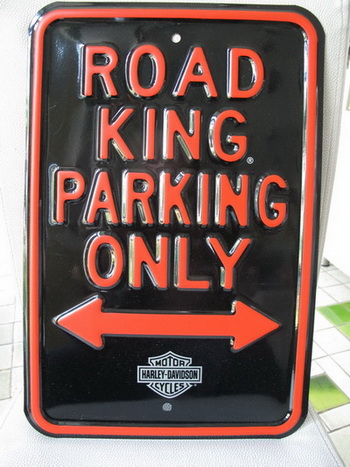 ROAD
KING®
PARKING
ONLY
MOTOR
HARLEY-DAVIDSON
CYCLES